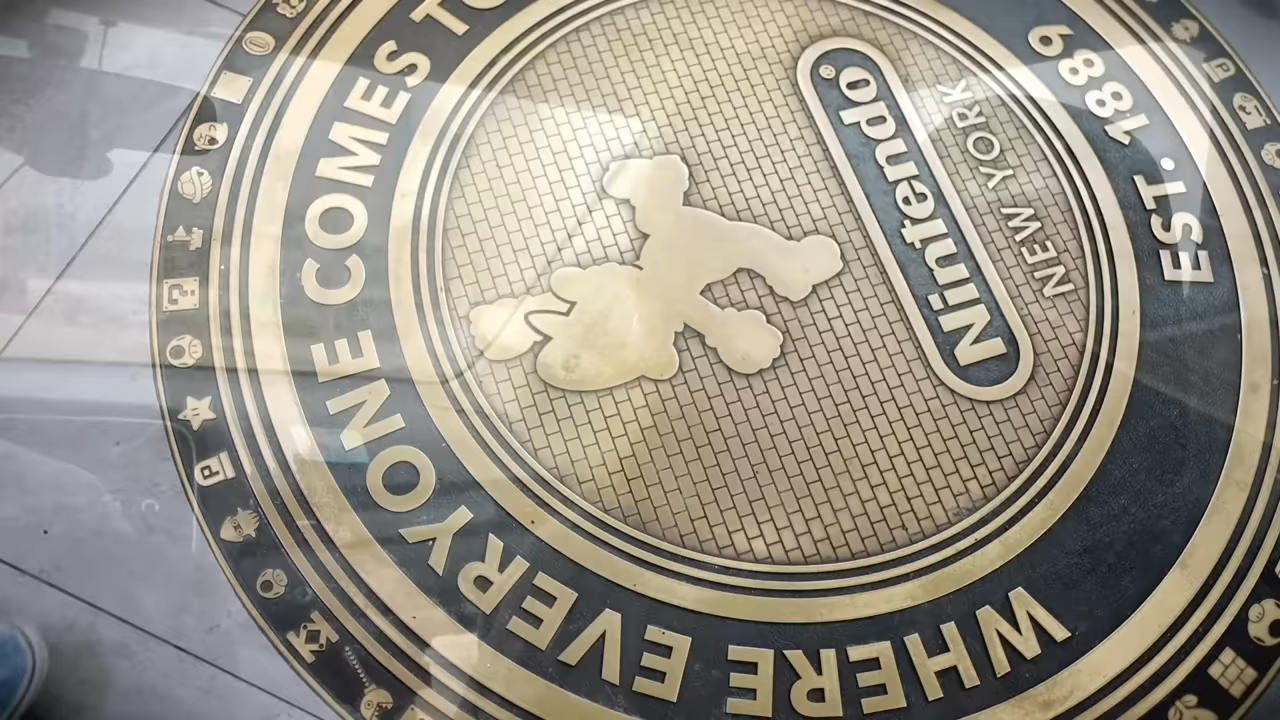 WHERE EVERYONE COMES TO
EST. 1889
Nintendo®
NEW YORK
?
P
P